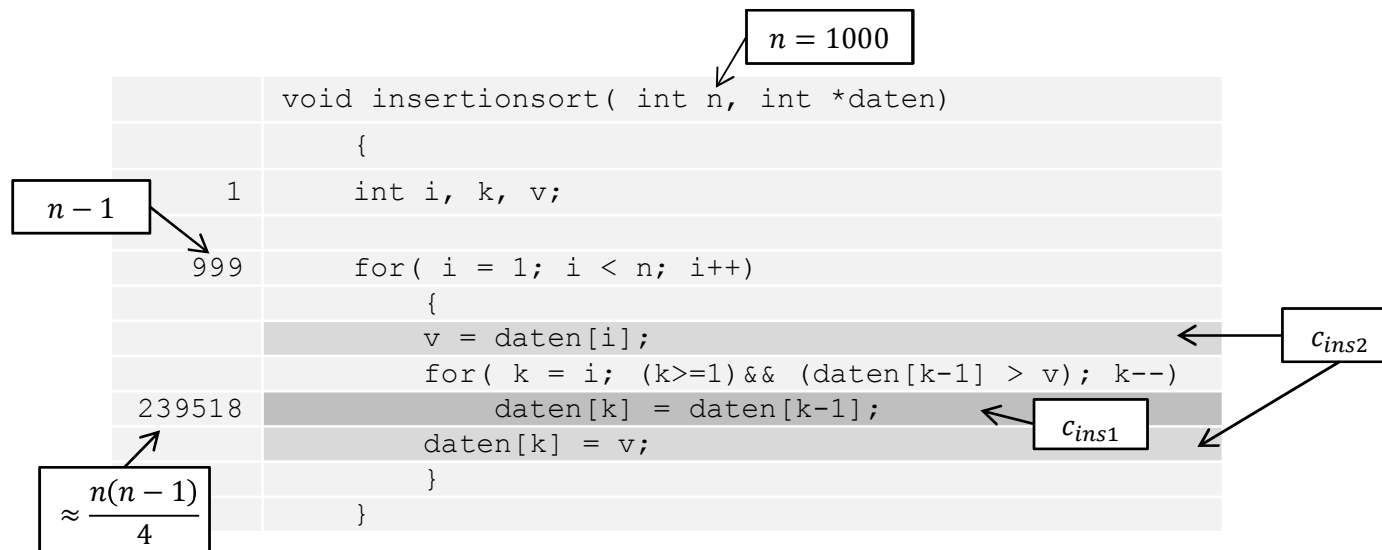 n = 1000
void insertionsort( int n, int *daten)
{
n − 1
1 int i, k, v;
999 for( i = 1; i < n; i++)
{
v = daten[i];
c_ins2
for( k = i; (k>=1)&& (daten[k-1] > v); k--)
239518 daten[k] = daten[k-1];
c_ins1
daten[k] = v;
}
≈ n(n − 1)/4
}